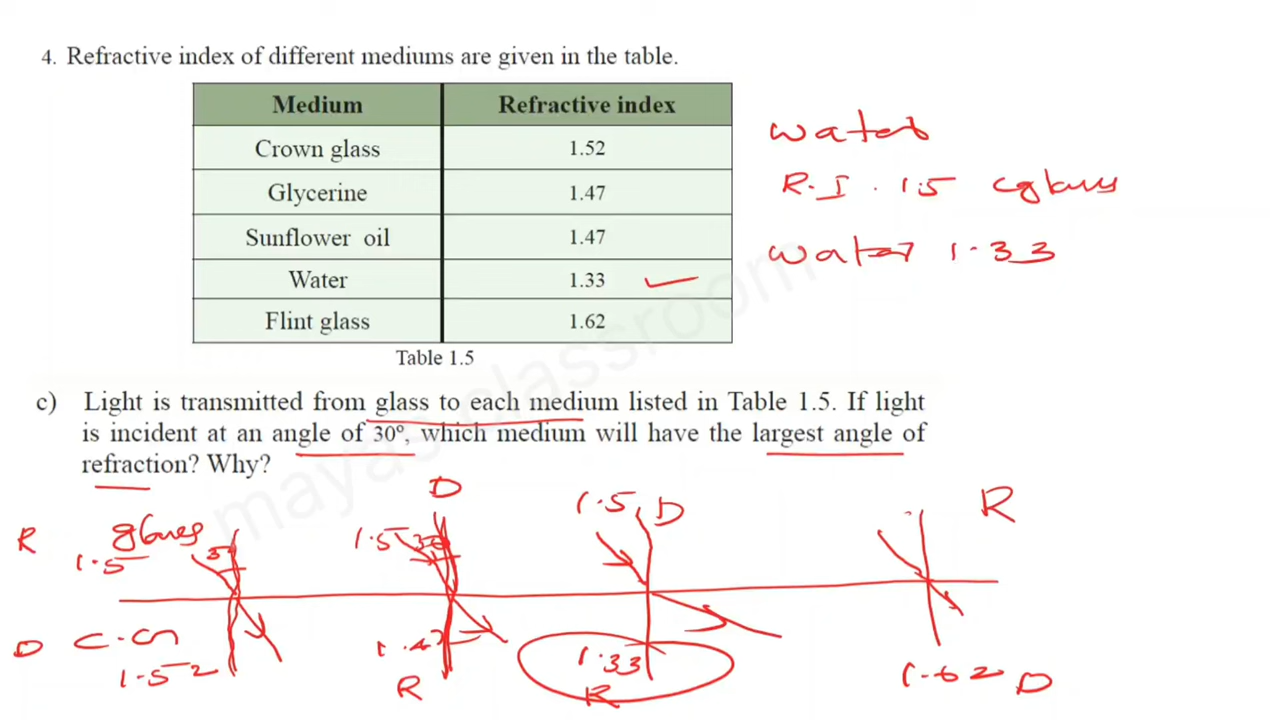 4. Refractive index of different mediums are given in the table.
Medium Refractive index
Crown glass 1.52
Glycerine 1.47
Sunflower oil 1.47
Water 1.33
Flint glass 1.62
Table 1.5
water
R.I. 1.5 glass
water 1.33
mayas classroom
c) Light is transmitted from glass to each medium listed in Table 1.5. If light
is incident at an angle of 30°, which medium will have the largest angle of
refraction? Why?
R glass 1.5
D C.G 1.52
D 1.5 30
1.47 R
1.5 D
1.33 R
R
1.62 D